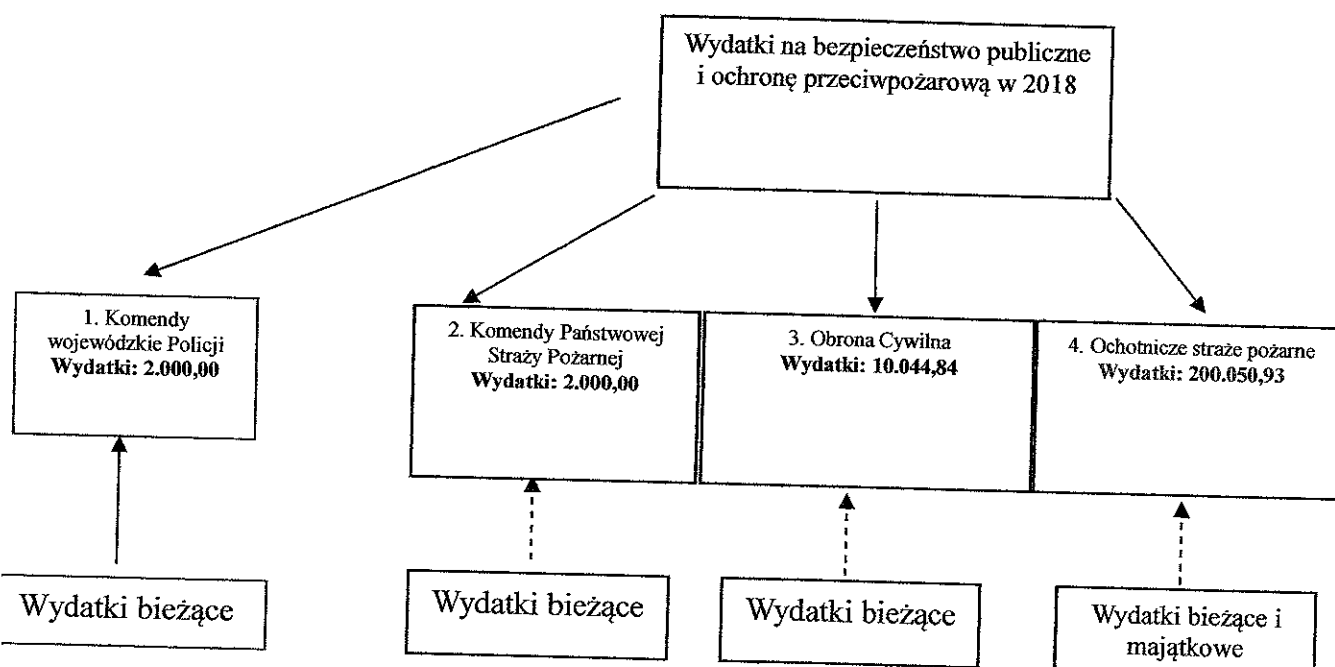 Wydatki na bezpieczeństwo publiczne
i ochronę przeciwpożarową w 2018
1. Komendy
wojewódzkie Policji
Wydatki: 2.000,00
2. Komendy Państwowej
Straży Pożarnej
Wydatki: 2.000,00
3. Obrona Cywilna
Wydatki: 10.044,84
4. Ochotnicze straże pożarne
Wydatki: 200.050,93
Wydatki bieżące
Wydatki bieżące
Wydatki bieżące
Wydatki bieżące i
majątkowe